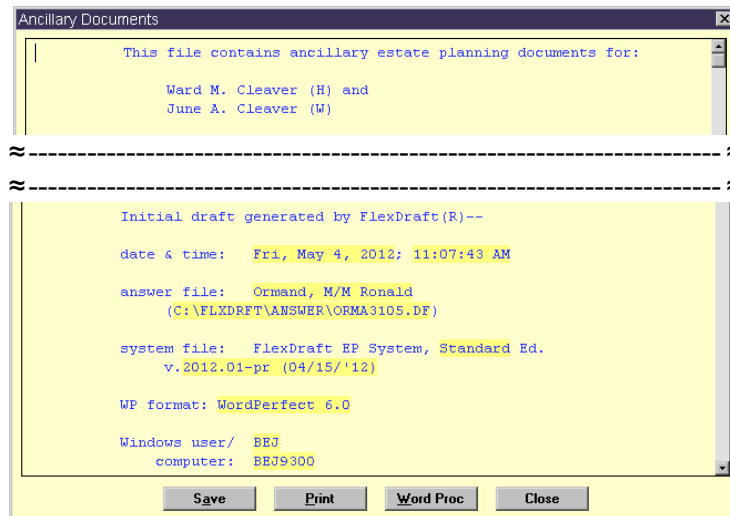 Ancillary Documents
This file contains ancillary estate planning documents for:
Ward M. Cleaver (H) and
June A. Cleaver (W)
Initial draft generated by FlexDraft(R)--
date & time: Fri, May 4, 2012; 11:07:43 AM
answer file: Ormand, M/M Ronald
(C:\FLXDRFT\ANSWER\ORMA3105.DF)
system file: FlexDraft EP System, Standard Ed.
v.2012.01-pr (04/15/'12)
WP format: WordPerfect 6.0
Windows user/ BEJ
computer: BEJ9300
Save Print Word Proc Close